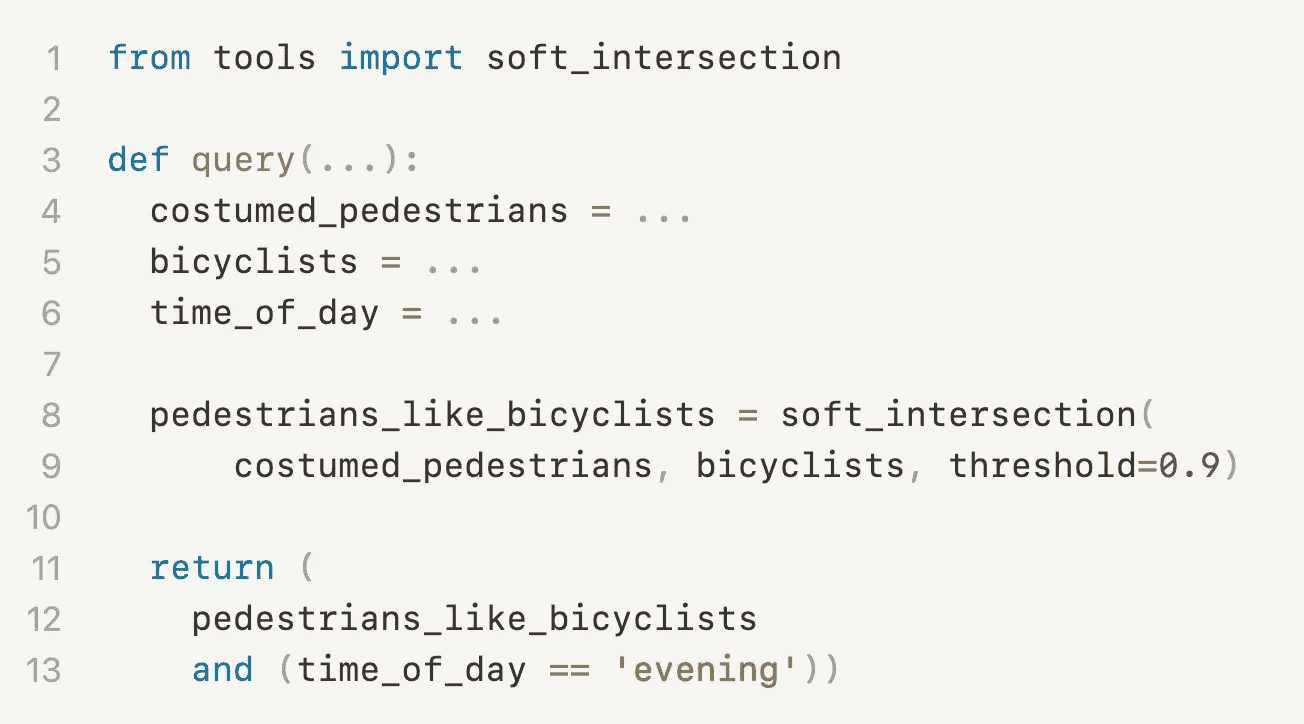 1 from tools import soft_intersection
2
3 def query(...):
4   costumed_pedestrians = ...
5   bicyclists = ...
6   time_of_day = ...
7
8   pedestrians_like_bicyclists = soft_intersection(
9       costumed_pedestrians, bicyclists, threshold=0.9)
10
11   return (
12     pedestrians_like_bicyclists
13     and (time_of_day == 'evening'))